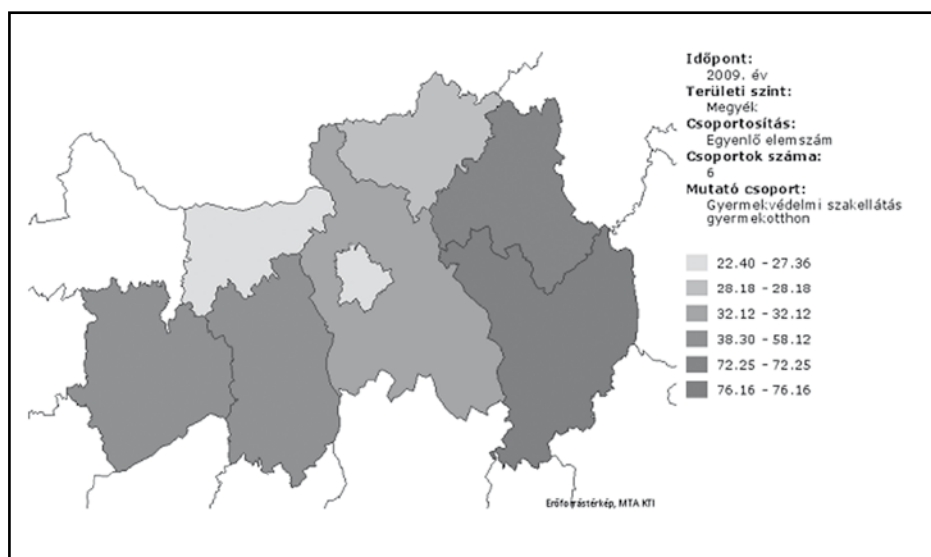 Időpont:
2009. év
Területi szint:
Megyék
Csoportosítás:
Egyenlő elemszám
Csoportok száma:
6
Mutató csoport:
Gyermekvédelmi szakellátás
gyermekotthon
22.40 - 27.36
28.18 - 28.18
32.12 - 32.12
38.30 - 58.12
72.25 - 72.25
76.16 - 76.16
Erőforrástérkép, MTA KTI